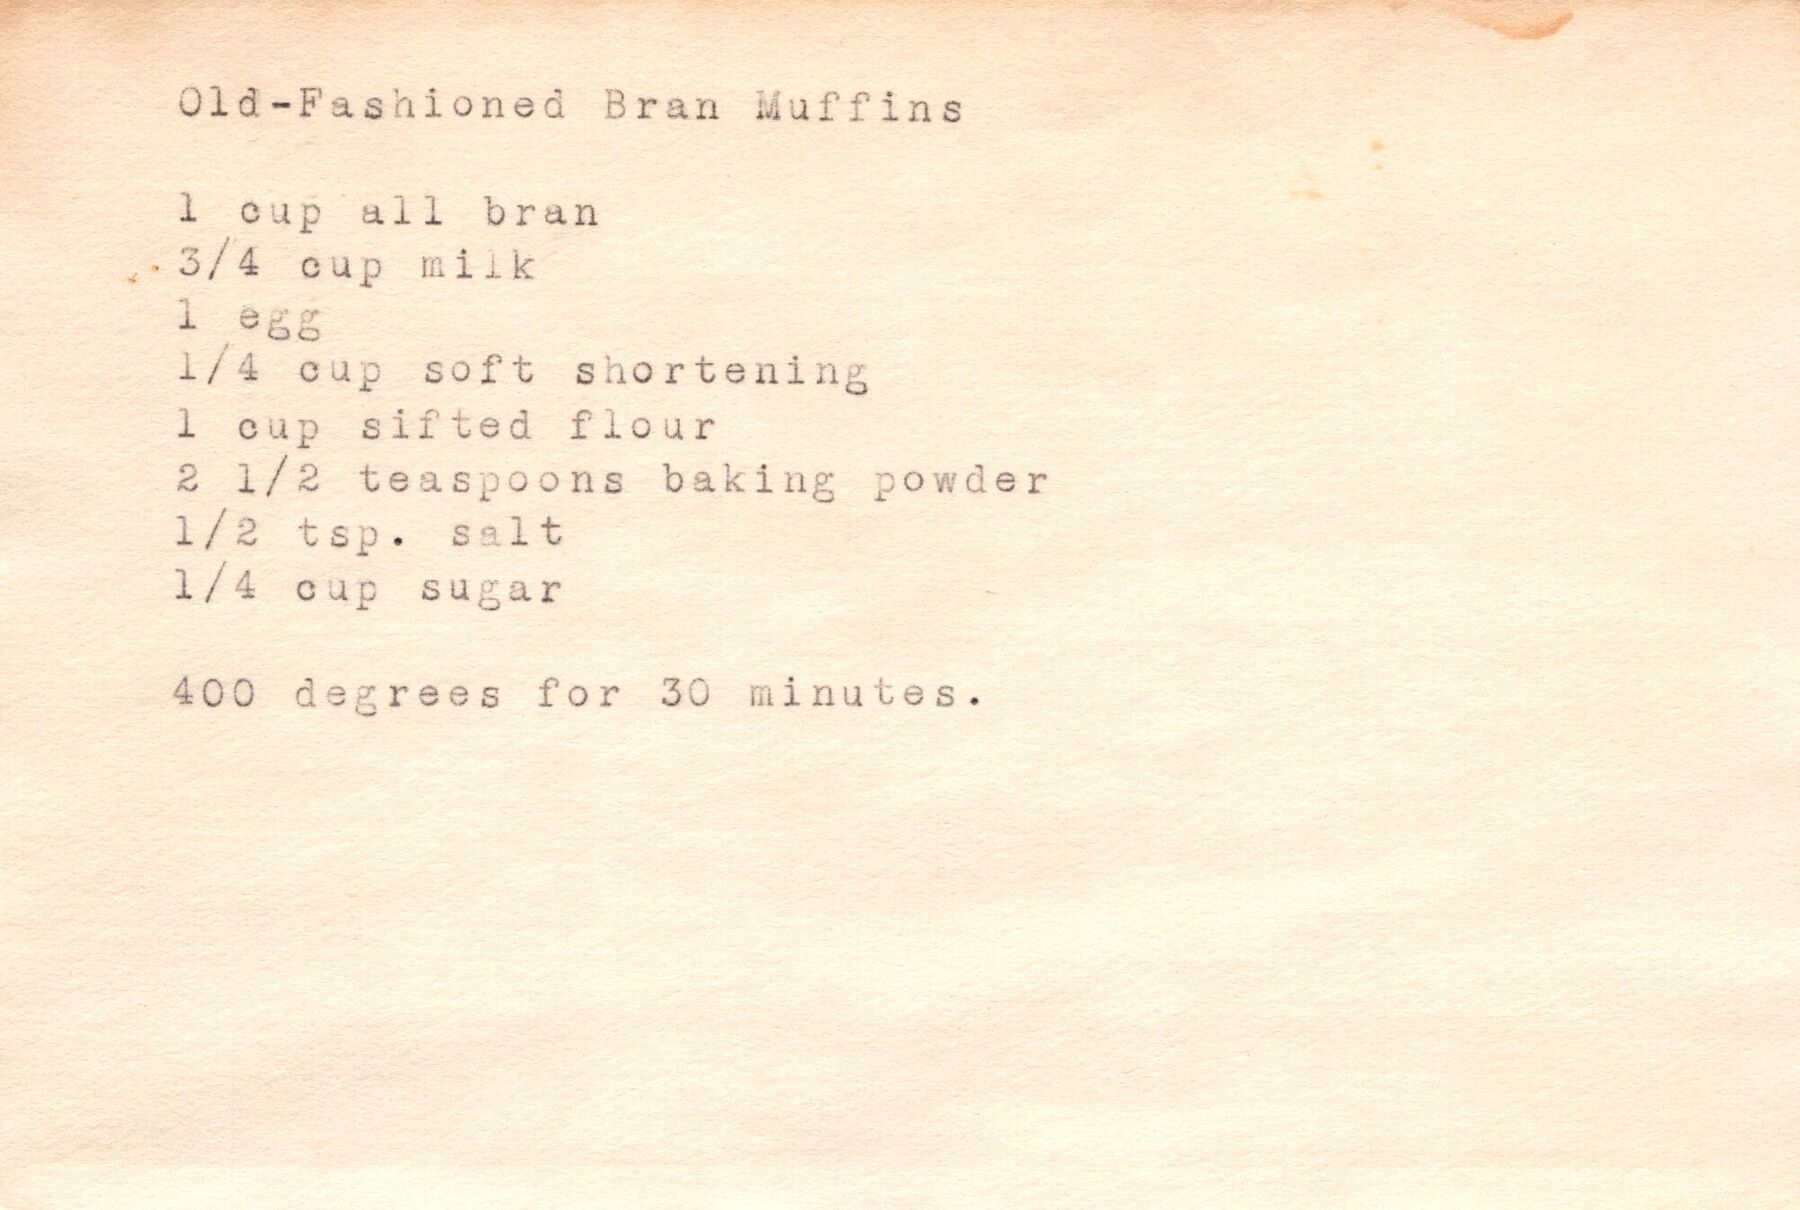 Old-Fashioned Bran Muffins
1 cup all bran
3/4 cup milk
1 egg
1/4 cup soft shortening
1 cup sifted flour
2 1/2 teaspoons baking powder
1/2 tsp. salt
1/4 cup sugar
400 degrees for 30 minutes.